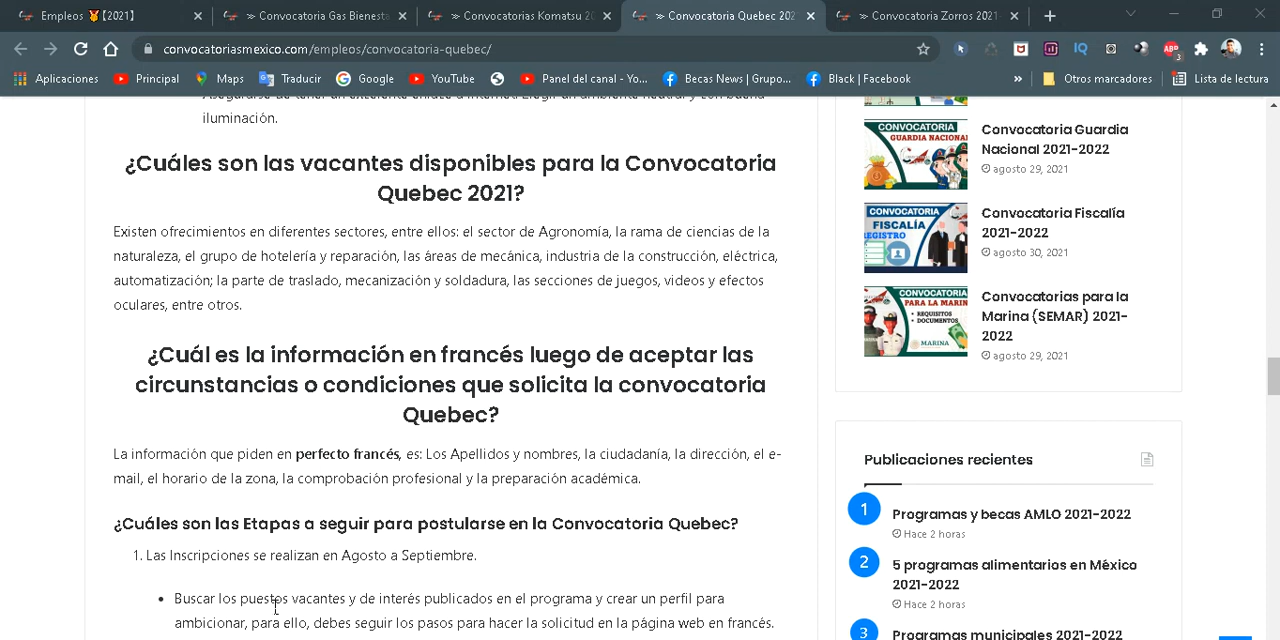 Empleos 🏅【2021】
≫ Convocatoria Gas Bienesta
≫ Convocatorias Komatsu 20
≫ Convocatoria Quebec 202
≫ Convocatoria Zorros 2021
convocatoriasmexico.com/empleos/convocatoria-quebec/
Aplicaciones
Principal
Maps
Traducir
Google
YouTube
Panel del canal - Yo...
Becas News | Grupo...
Black | Facebook
»
Otros marcadores
Lista de lectura
Asegurarse de tener un excelente enlace a internet. Elegir un ambiente neutral y con buena
iluminación.
¿Cuáles son las vacantes disponibles para la Convocatoria
Quebec 2021?
Existen ofrecimientos en diferentes sectores, entre ellos: el sector de Agronomía, la rama de ciencias de la
naturaleza, el grupo de hotelería y reparación, las áreas de mecánica, industria de la construcción, eléctrica,
automatización; la parte de traslado, mecanización y soldadura, las secciones de juegos, videos y efectos
oculares, entre otros.
¿Cuál es la información en francés luego de aceptar las
circunstancias o condiciones que solicita la convocatoria
Quebec?
La información que piden en perfecto francés, es: Los Apellidos y nombres, la ciudadanía, la dirección, el e-
mail, el horario de la zona, la comprobación profesional y la preparación académica.
¿Cuáles son las Etapas a seguir para postularse en la Convocatoria Quebec?
1. Las Inscripciones se realizan en Agosto a Septiembre.
• Buscar los puestos vacantes y de interés publicados en el programa y crear un perfil para
ambicionar, para ello, debes seguir los pasos para hacer la solicitud en la página web en francés.
CONVOCATORIA
GUARDIA NACIONAL
Convocatoria Guardia
Nacional 2021-2022
agosto 29, 2021
CONVOCATORIA
FISCALÍA
REGISTRO
Convocatoria Fiscalía
2021-2022
agosto 30, 2021
CONVOCATORIA
PARA LA MARINA
• REQUISITOS
• DOCUMENTOS
MARINA
Convocatorias para la
Marina (SEMAR) 2021-
2022
agosto 29, 2021
Publicaciones recientes
1
Programas y becas AMLO 2021-2022
Hace 2 horas
2
5 programas alimentarios en México
2021-2022
Hace 2 horas
3
Programas municipales 2021-2022